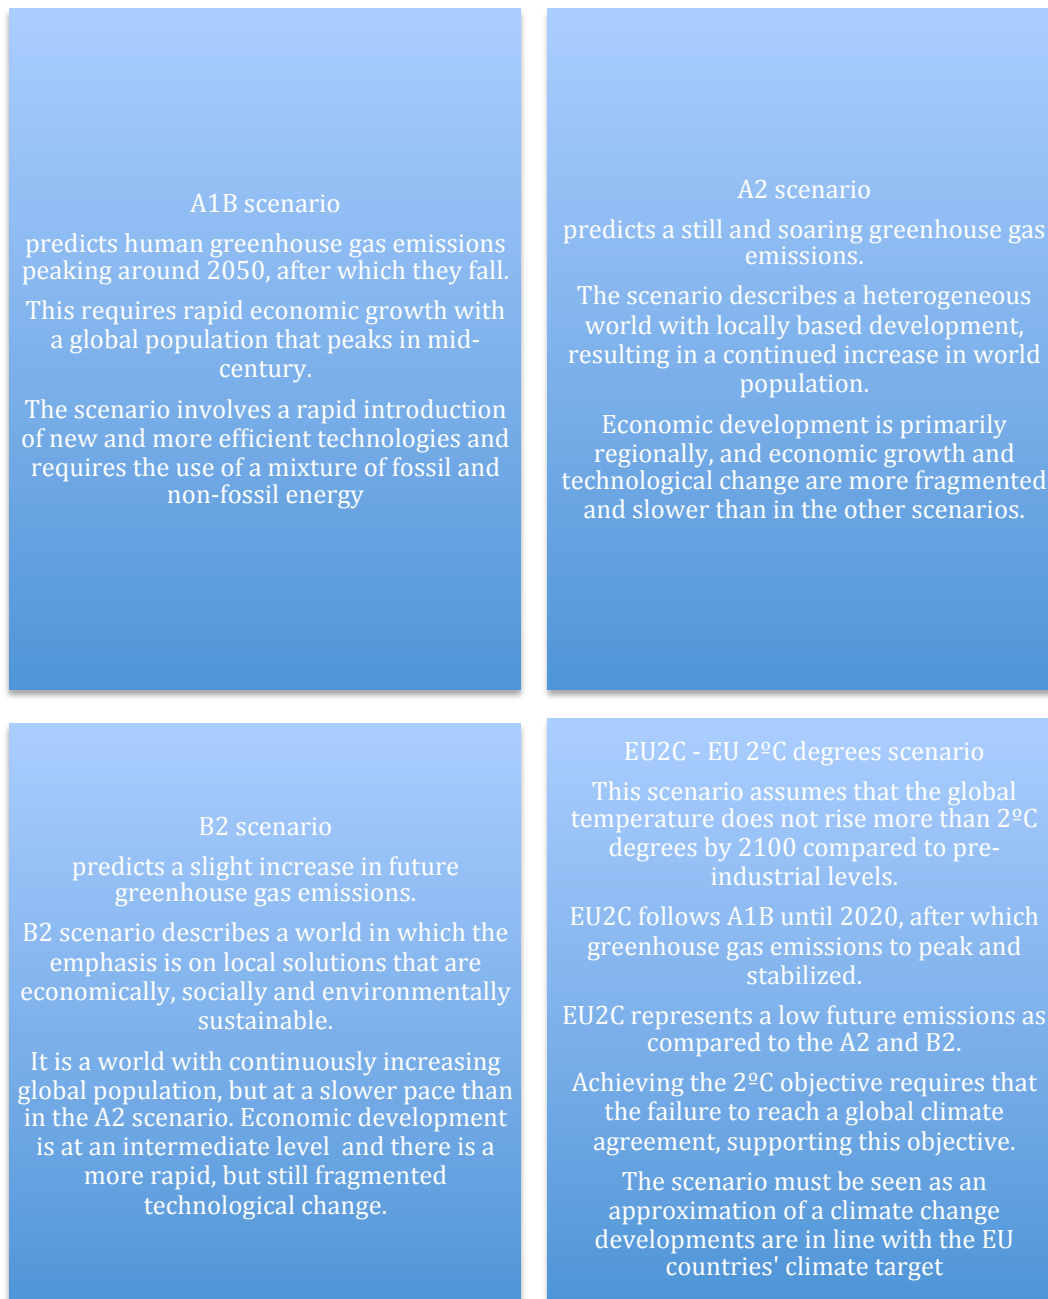 A1B scenario
predicts human greenhouse gas emissions
peaking around 2050, after which they fall.
This requires rapid economic growth with
a global population that peaks in mid-
century.
The scenario involves a rapid introduction
of new and more efficient technologies and
requires the use of a mixture of fossil and
non-fossil energy
A2 scenario
predicts a still and soaring greenhouse gas
emissions.
The scenario describes a heterogeneous
world with locally based development,
resulting in a continued increase in world
population.
Economic development is primarily
regionally, and economic growth and
technological change are more fragmented
and slower than in the other scenarios.
B2 scenario
predicts a slight increase in future
greenhouse gas emissions.
B2 scenario describes a world in which the
emphasis is on local solutions that are
economically, socially and environmentally
sustainable.
It is a world with continuously increasing
global population, but at a slower pace than
in the A2 scenario. Economic development
is at an intermediate level  and there is a
more rapid, but still fragmented
technological change.
EU2C - EU 2ºC degrees scenario
This scenario assumes that the global
temperature does not rise more than 2ºC
degrees by 2100 compared to pre-
industrial levels.
EU2C follows A1B until 2020, after which
greenhouse gas emissions to peak and
stabilized.
EU2C represents a low future emissions as
compared to the A2 and B2.
Achieving the 2ºC objective requires that
the failure to reach a global climate
agreement, supporting this objective.
The scenario must be seen as an
approximation of a climate change
developments are in line with the EU
countries' climate target